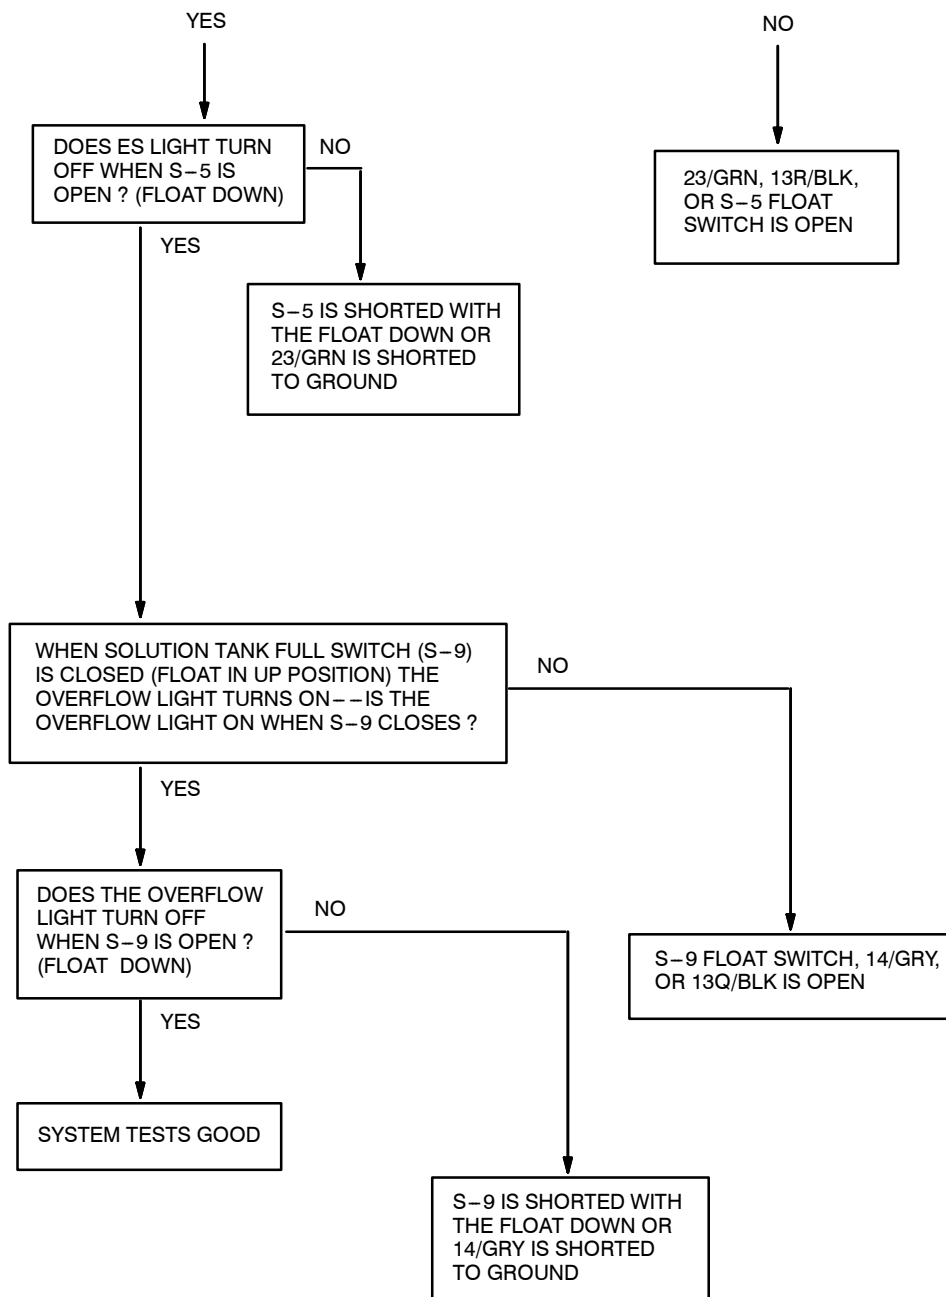 YES
NO
DOES ES LIGHT TURN
OFF WHEN S-5 IS
OPEN ? (FLOAT DOWN)
NO
23/GRN, 13R/BLK,
OR S-5 FLOAT
SWITCH IS OPEN
YES
S-5 IS SHORTED WITH
THE FLOAT DOWN OR
23/GRN IS SHORTED
TO GROUND
WHEN SOLUTION TANK FULL SWITCH (S-9)
IS CLOSED (FLOAT IN UP POSITION) THE
OVERFLOW LIGHT TURNS ON--IS THE
OVERFLOW LIGHT ON WHEN S-9 CLOSES ?
NO
YES
DOES THE OVERFLOW
LIGHT TURN OFF
WHEN S-9 IS OPEN ?
(FLOAT DOWN)
NO
S-9 FLOAT SWITCH, 14/GRY,
OR 13Q/BLK IS OPEN
YES
SYSTEM TESTS GOOD
S-9 IS SHORTED WITH
THE FLOAT DOWN OR
14/GRY IS SHORTED
TO GROUND